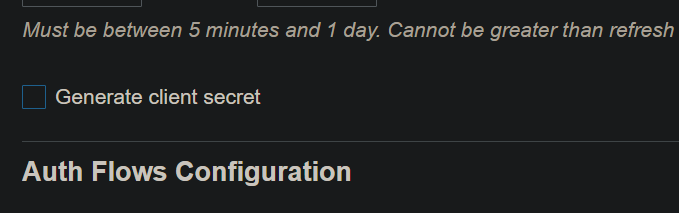 Must be between 5 minutes and 1 day. Cannot be greater than refresh
Generate client secret
Auth Flows Configuration